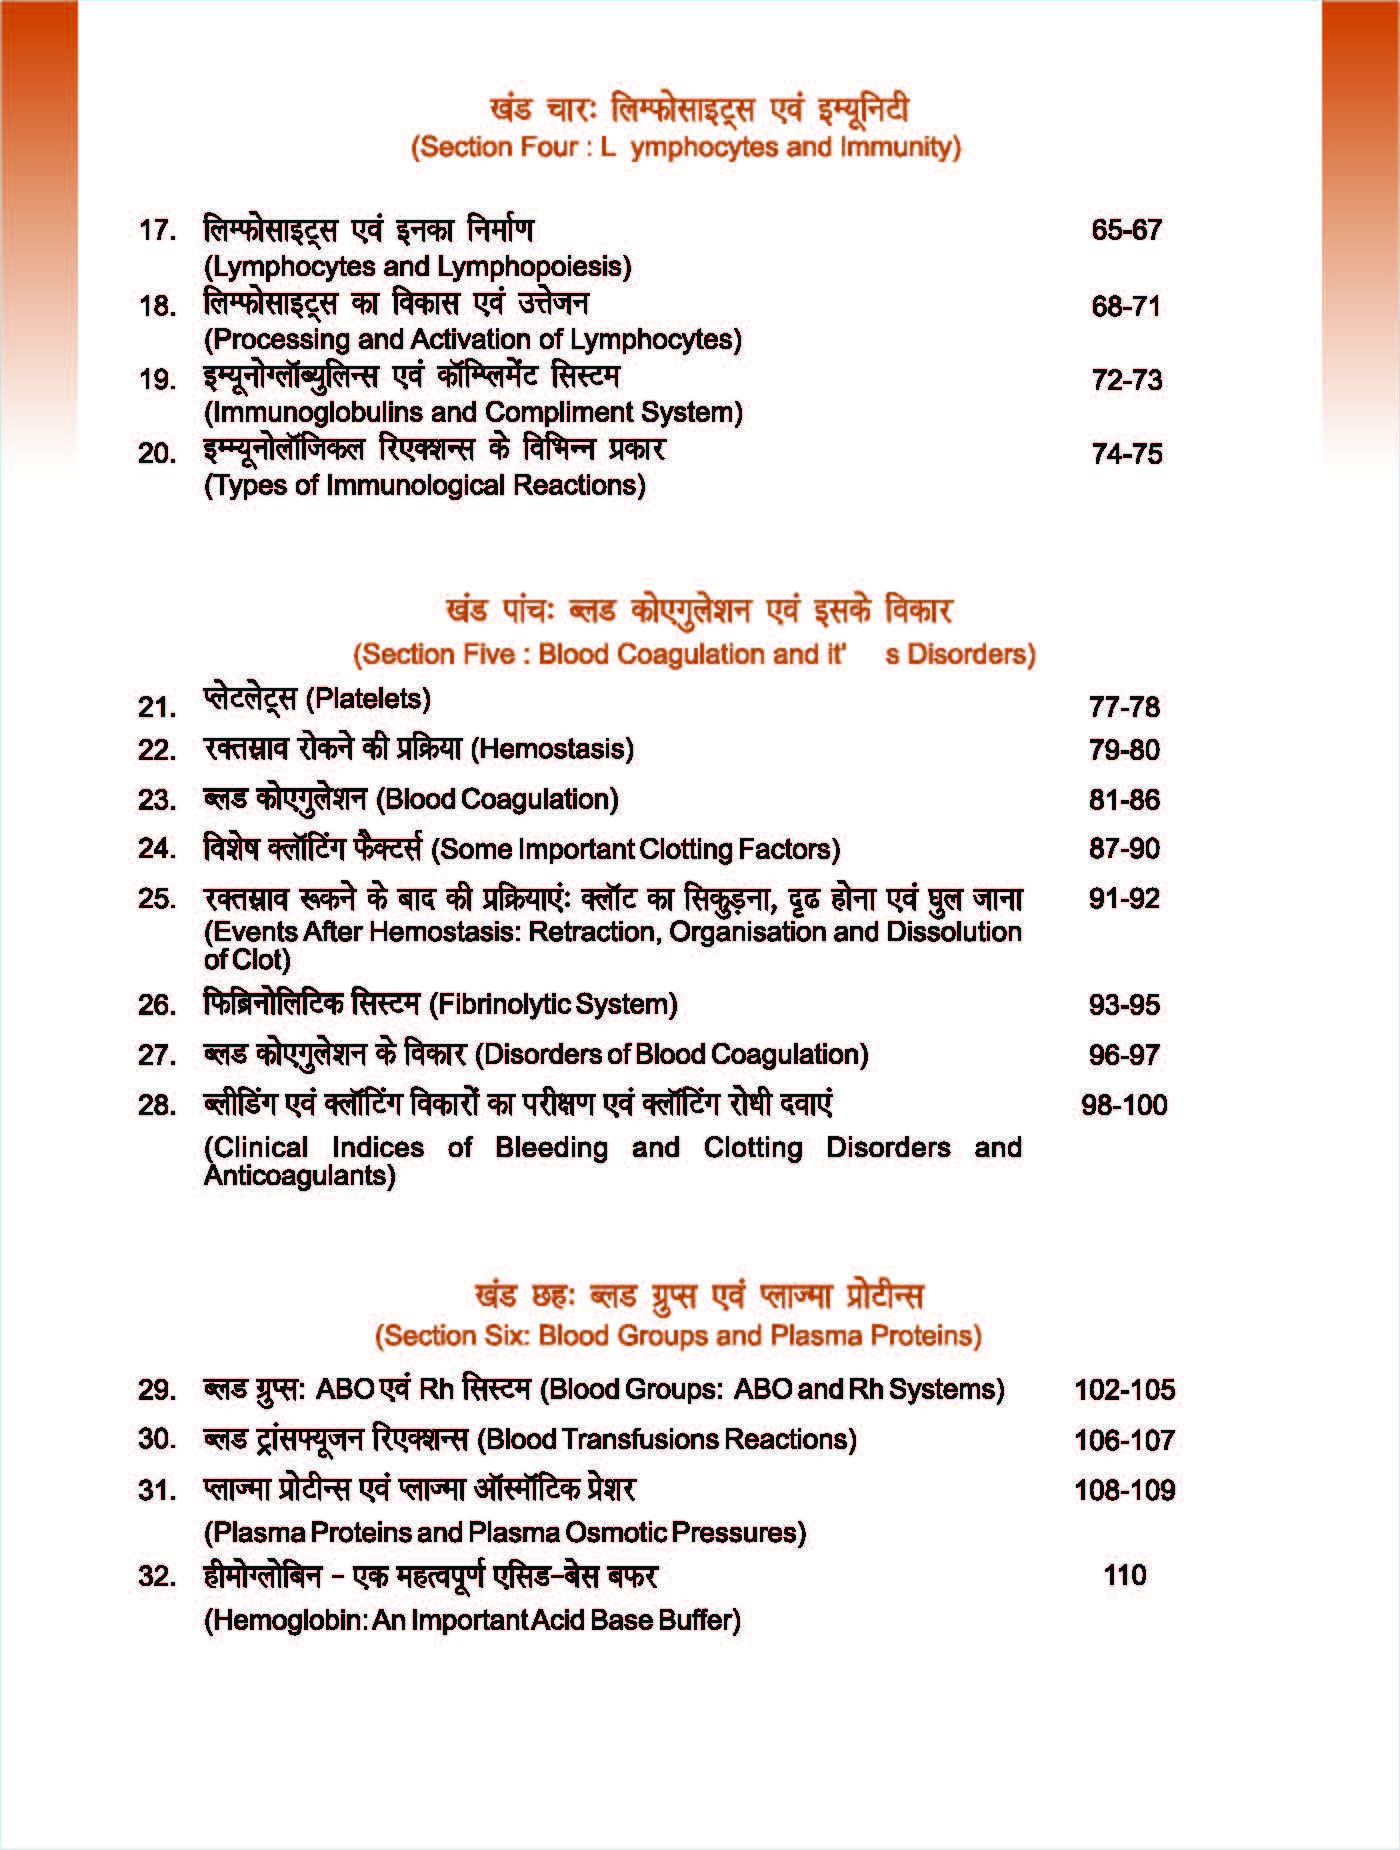 खंड चारः लिम्फोसाइट्स एवं इम्यूनिटी
(Section Four : L ymphocytes and Immunity)
17. लिम्फोसाइट्स एवं इनका निर्माण 65-67
(Lymphocytes and Lymphopoiesis)
18. लिम्फोसाइट्स का विकास एवं उत्तेजन 68-71
(Processing and Activation of Lymphocytes)
19. इम्यूनोग्लॉब्युलिन्स एवं कॉम्प्लिमेंट सिस्टम 72-73
(Immunoglobulins and Compliment System)
20. इम्म्यूनोलॉजिकल रिएक्शन्स के विभिन्न प्रकार 74-75
(Types of Immunological Reactions)
खंड पांचः ब्लड कोएगुलेशन एवं इसके विकार
(Section Five : Blood Coagulation and it' s Disorders)
21. प्लेटलेट्स (Platelets) 77-78
22. रक्तस्राव रोकने की प्रक्रिया (Hemostasis) 79-80
23. ब्लड कोएगुलेशन (Blood Coagulation) 81-86
24. विशेष क्लॉटिंग फैक्टर्स (Some Important Clotting Factors) 87-90
25. रक्तस्राव रूकने के बाद की प्रक्रियाएंः क्लॉट का सिकुड़ना, दृढ होना एवं घुल जाना 91-92
(Events After Hemostasis: Retraction, Organisation and Dissolution
of Clot)
26. फिब्रिनोलिटिक सिस्टम (Fibrinolytic System) 93-95
27. ब्लड कोएगुलेशन के विकार (Disorders of Blood Coagulation) 96-97
28. ब्लीडिंग एवं क्लॉटिंग विकारों का परीक्षण एवं क्लॉटिंग रोधी दवाएं 98-100
(Clinical Indices of Bleeding and Clotting Disorders and
Anticoagulants)
खंड छहः ब्लड ग्रुप्स एवं प्लाज्मा प्रोटीन्स
(Section Six: Blood Groups and Plasma Proteins)
29. ब्लड ग्रुप्स: ABO एवं Rh सिस्टम (Blood Groups: ABO and Rh Systems) 102-105
30. ब्लड ट्रांसफ्यूजन रिएक्शन्स (Blood Transfusions Reactions) 106-107
31. प्लाज्मा प्रोटीन्स एवं प्लाज्मा ऑस्मॉटिक प्रेशर 108-109
(Plasma Proteins and Plasma Osmotic Pressures)
32. हीमोग्लोबिन - एक महत्वपूर्ण एसिड-बेस बफर 110
(Hemoglobin: An Important Acid Base Buffer)